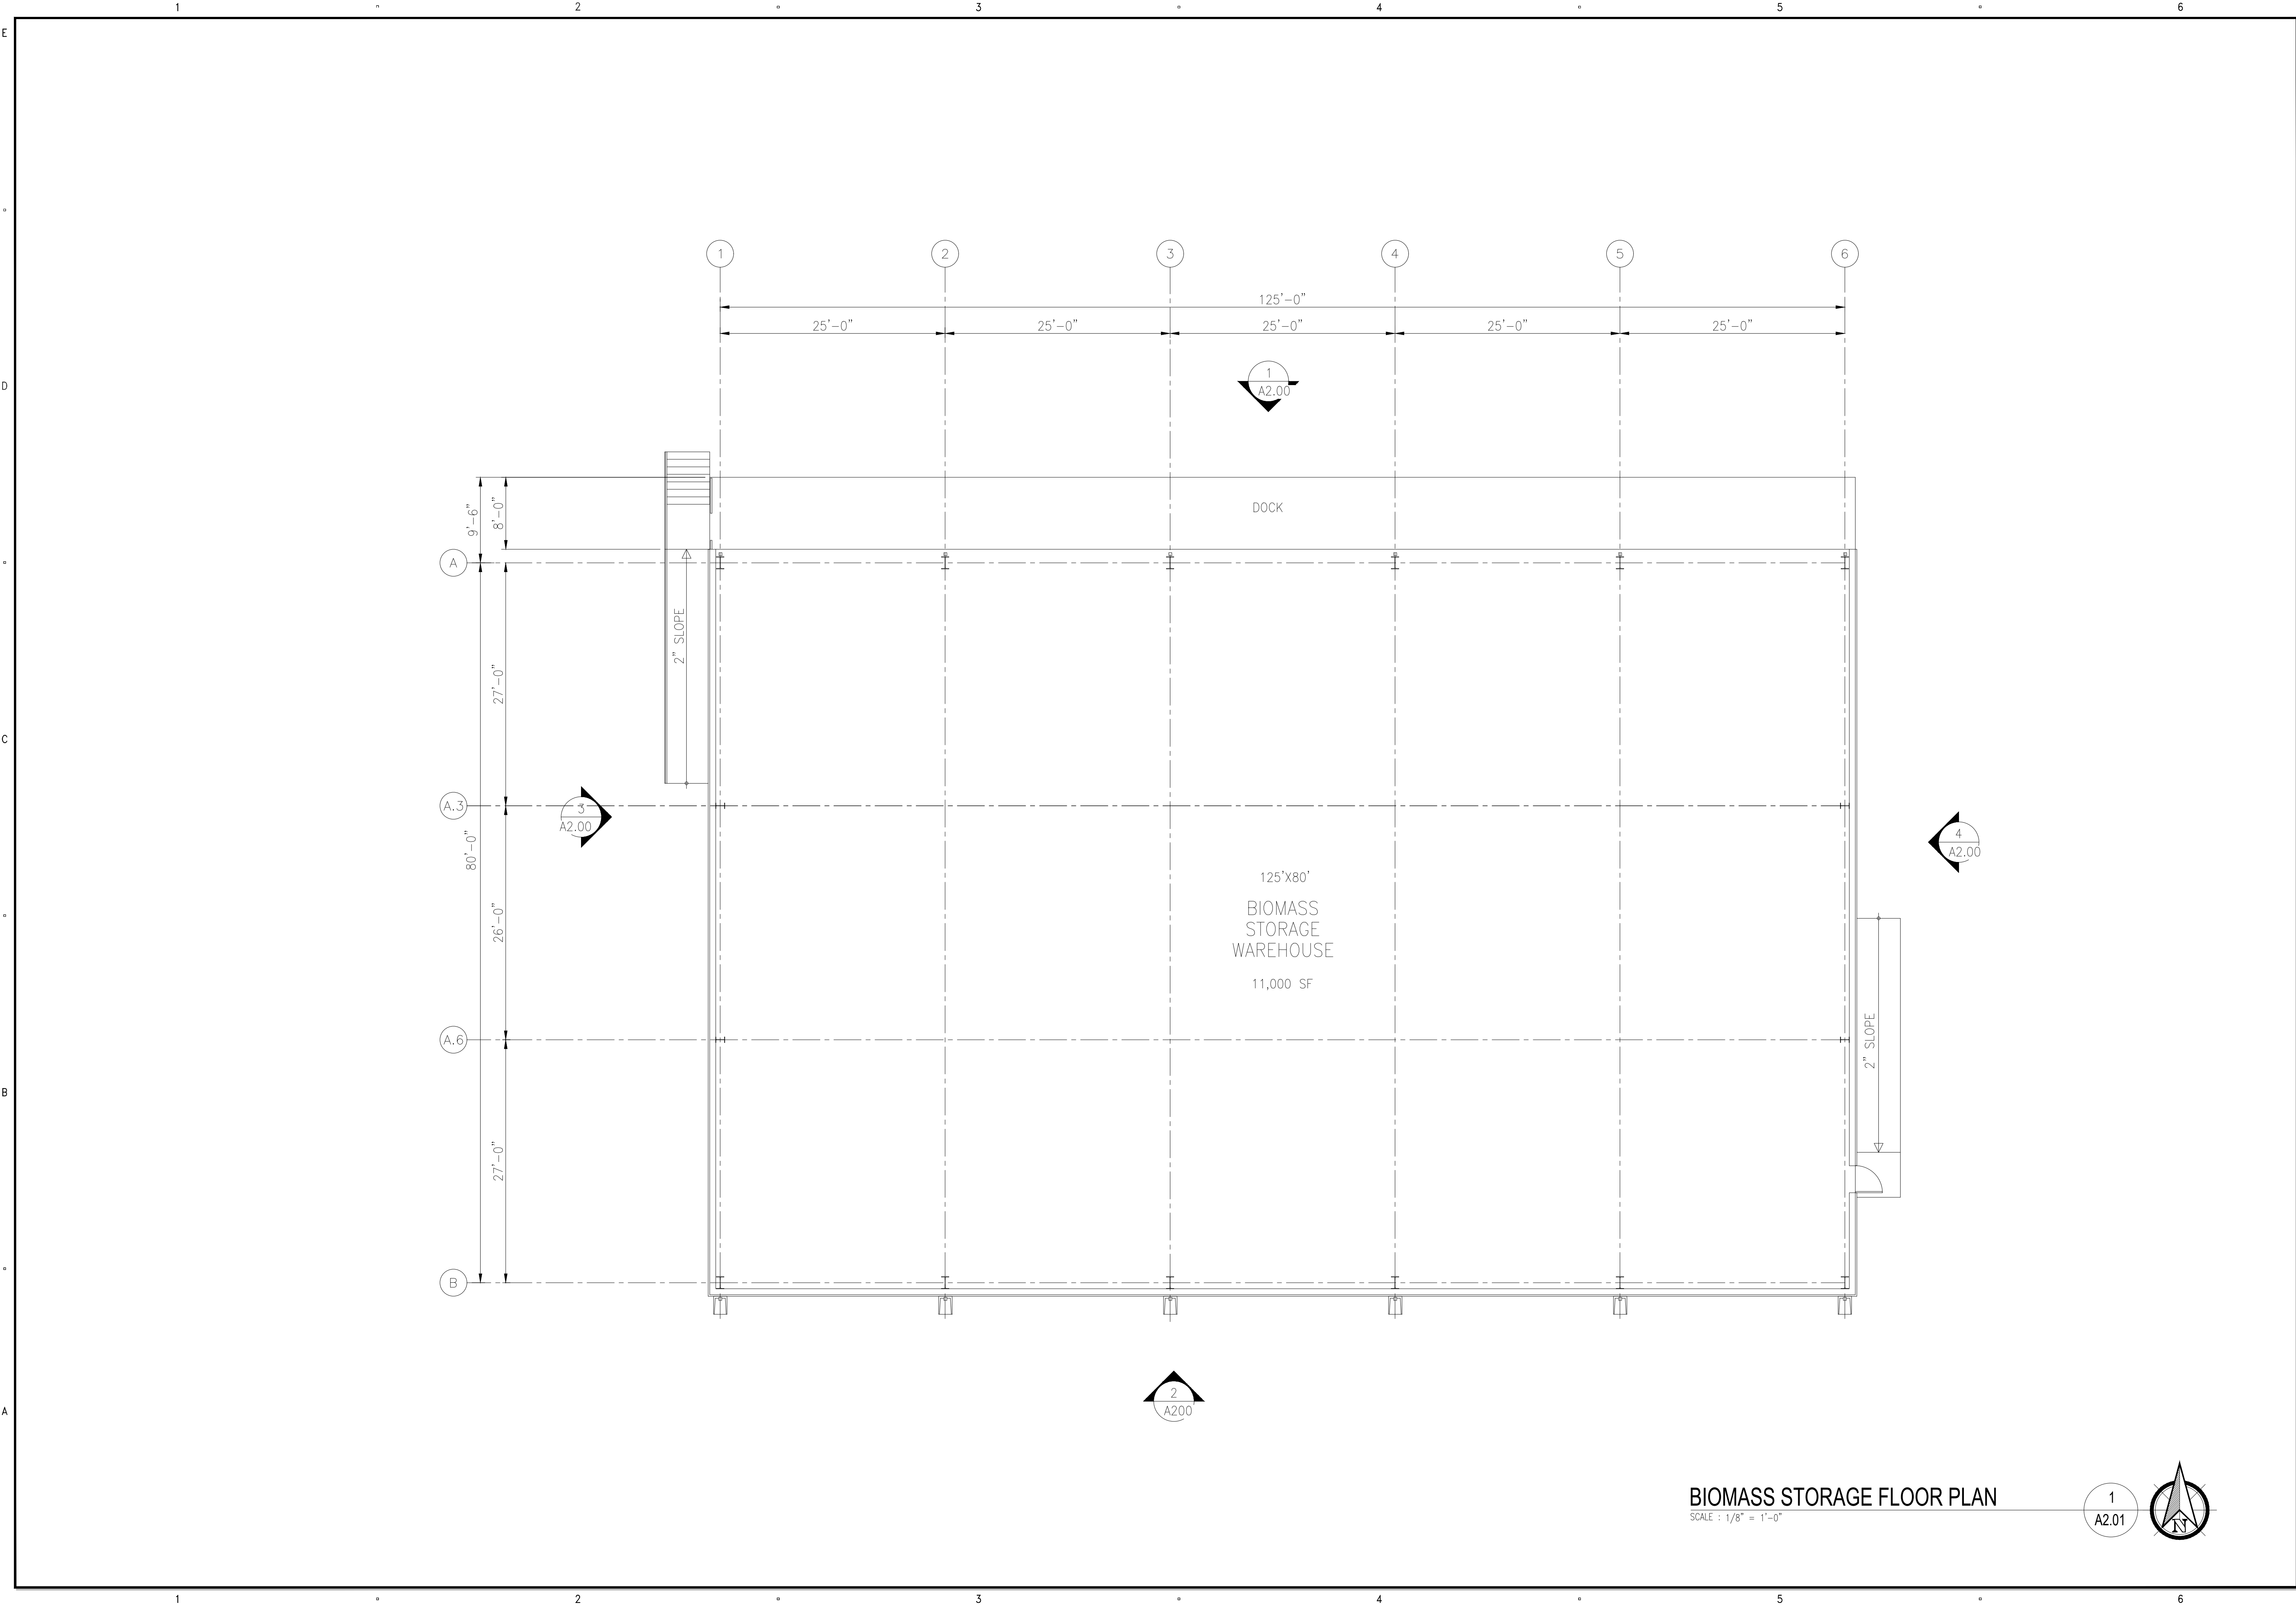 1 2 3 4 5 6
E
1 2 3 4 5 6
125'-0"
25'-0" 25'-0" 25'-0" 25'-0" 25'-0"
1
A2.00
D
DOCK
9'-6"
8'-0"
A
2" SLOPE
27'-0"
C
A.3
3
A2.00
80'-0"
4
A2.00
125'X80'
BIOMASS
STORAGE
WAREHOUSE
11,000 SF
26'-0"
A.6
2" SLOPE
B
27'-0"
B
2
A200
A
BIOMASS STORAGE FLOOR PLAN
SCALE : 1/8" = 1'-0"
1
A2.01
N
1 2 3 4 5 6